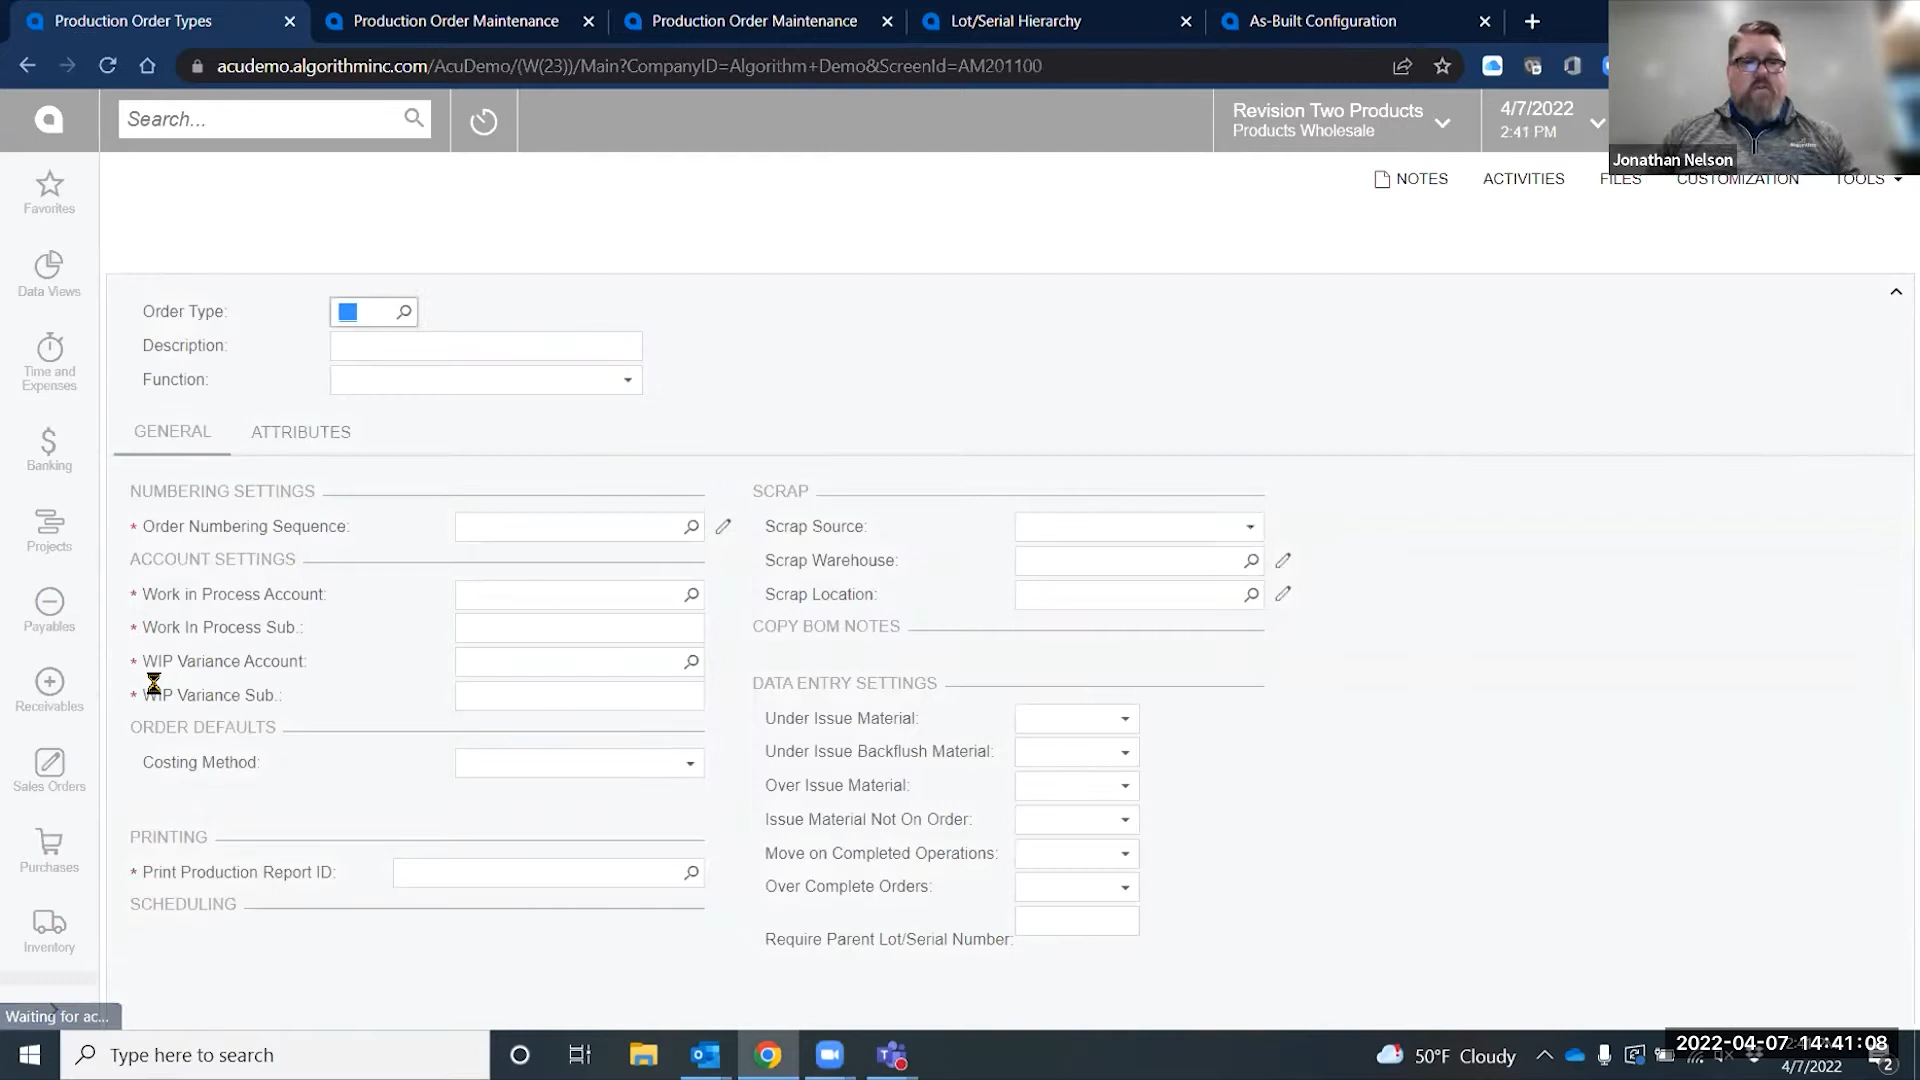 Production Order Types
Production Order Maintenance
Production Order Maintenance
Lot/Serial Hierarchy
As-Built Configuration
acudemo.algorithminc.com/AcuDemo/(W(23))/Main?CompanyID=Algorithm+Demo&ScreenId=AM201100
Search...
Revision Two Products
Products Wholesale
4/7/2022
2:41 PM
Jonathan Nelson
NOTES
ACTIVITIES
FILES
CUSTOMIZATION
TOOLS
Favorites
Data Views
Time and
Expenses
Banking
Projects
Payables
Receivables
Sales Orders
Purchases
Inventory
Order Type:
Description:
Function:
GENERAL
ATTRIBUTES
NUMBERING SETTINGS
* Order Numbering Sequence:
ACCOUNT SETTINGS
* Work in Process Account:
* Work In Process Sub.:
* WIP Variance Account:
* WIP Variance Sub.:
ORDER DEFAULTS
Costing Method:
PRINTING
* Print Production Report ID:
SCHEDULING
SCRAP
Scrap Source:
Scrap Warehouse:
Scrap Location:
COPY BOM NOTES
DATA ENTRY SETTINGS
Under Issue Material:
Under Issue Backflush Material:
Over Issue Material:
Issue Material Not On Order:
Move on Completed Operations:
Over Complete Orders:
Require Parent Lot/Serial Number:
Waiting for ac...
Type here to search
50°F Cloudy
2022-04-07 14:41:08
4/7/2022
2